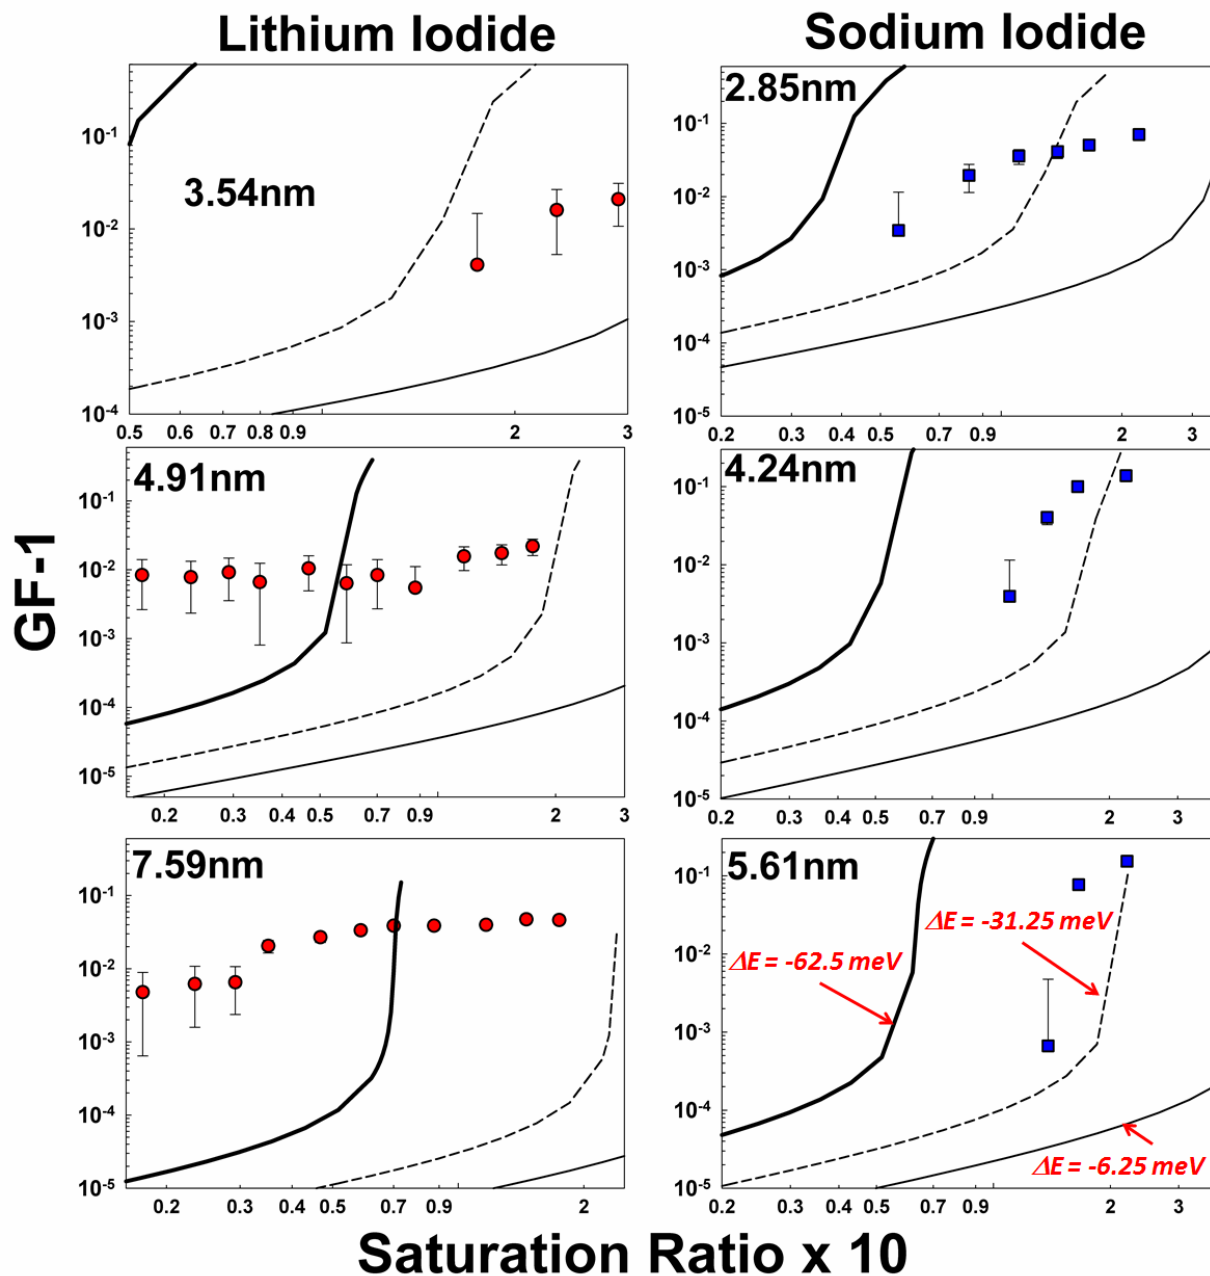 Lithium Iodide
Sodium Iodide
GF-1
3.54nm
10-1
10-2
10-3
10-4
0.5 0.6 0.7 0.8 0.9 2 3
2.85nm
10-1
10-2
10-3
10-4
10-5
0.2 0.3 0.4 0.5 0.7 0.9 2 3
4.91nm
10-1
10-2
10-3
10-4
10-5
0.2 0.3 0.4 0.5 0.7 0.9 2 3
4.24nm
10-1
10-2
10-3
10-4
10-5
0.2 0.3 0.4 0.5 0.7 0.9 2 3
7.59nm
10-1
10-2
10-3
10-4
10-5
0.2 0.3 0.4 0.5 0.7 0.9 2
5.61nm
10-1
10-2
10-3
10-4
10-5
ΔE = -31.25 meV
ΔE = -62.5 meV
ΔE = -6.25 meV
0.2 0.3 0.4 0.5 0.7 0.9 2 3
Saturation Ratio x 10